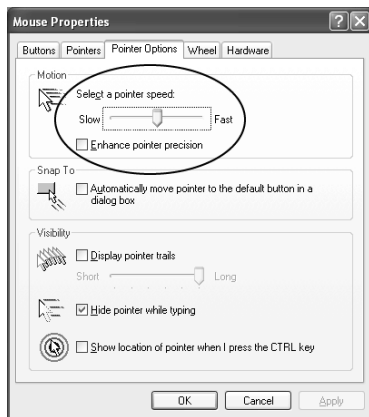 Mouse Properties
Buttons Pointers Pointer Options Wheel Hardware
Motion
Select a pointer speed:
Slow Fast
Enhance pointer precision
Snap To
Automatically move pointer to the default button in a
dialog box
Visibility
Display pointer trails
Short Long
Hide pointer while typing
Show location of pointer when I press the CTRL key
OK Cancel Apply